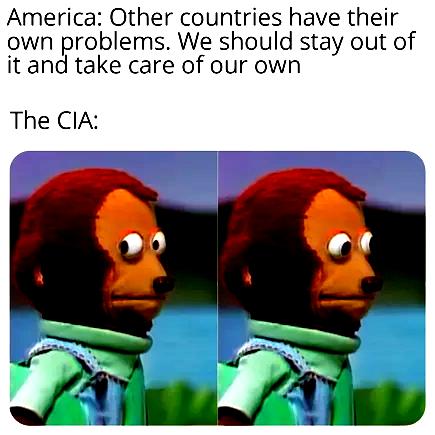 America: Other countries have their
own problems. We should stay out of
it and take care of our own
The CIA: